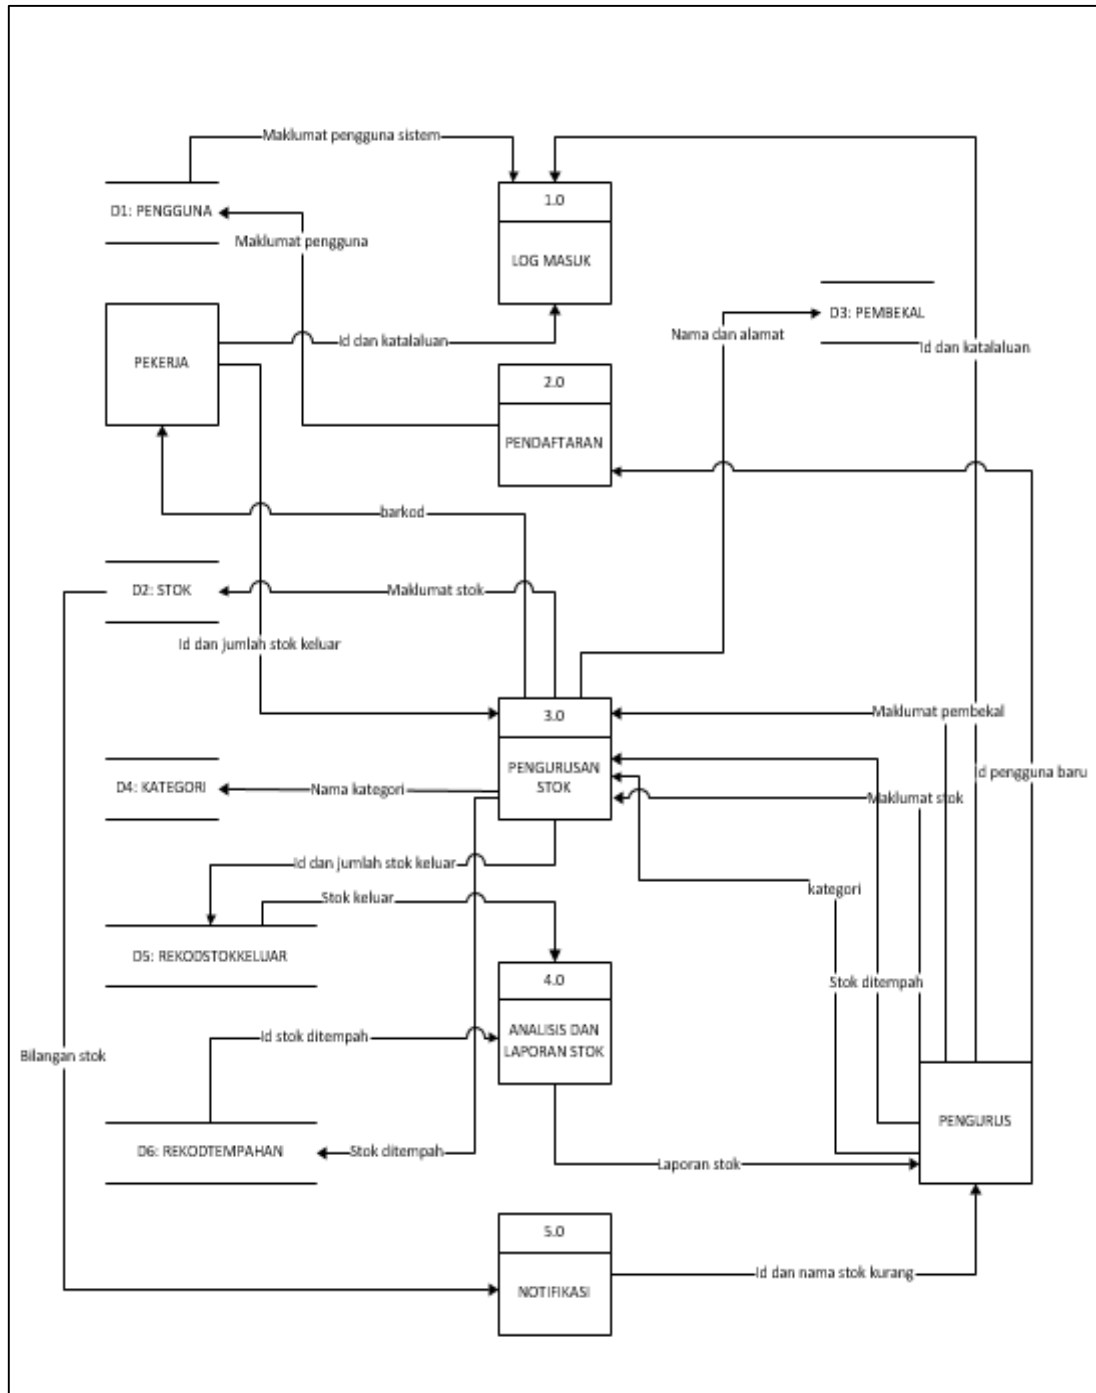 Maklumat pengguna sistem
1.0
D1: PENGGUNA
Maklumat pengguna
LOG MASUK
D3: PEMBEKAL
Nama dan alamat
Id dan katalaluan
Id dan katalaluan
PEKERJA
2.0
PENDAFTARAN
barkod
D2: STOK
Maklumat stok
Id dan jumlah stok keluar
3.0
Maklumat pembekal
PENGURUSAN
STOK
Id pengguna baru
D4: KATEGORI
Nama kategori
Maklumat stok
Id dan jumlah stok keluar
kategori
Stok keluar
D5: REKODSTOKKELUAR
4.0
Stok ditempah
Id stok ditempah
ANALISIS DAN
LAPORAN STOK
Bilangan stok
PENGURUS
D6: REKODTEMPAHAN
Stok ditempah
Laporan stok
5.0
Id dan nama stok kurang
NOTIFIKASI